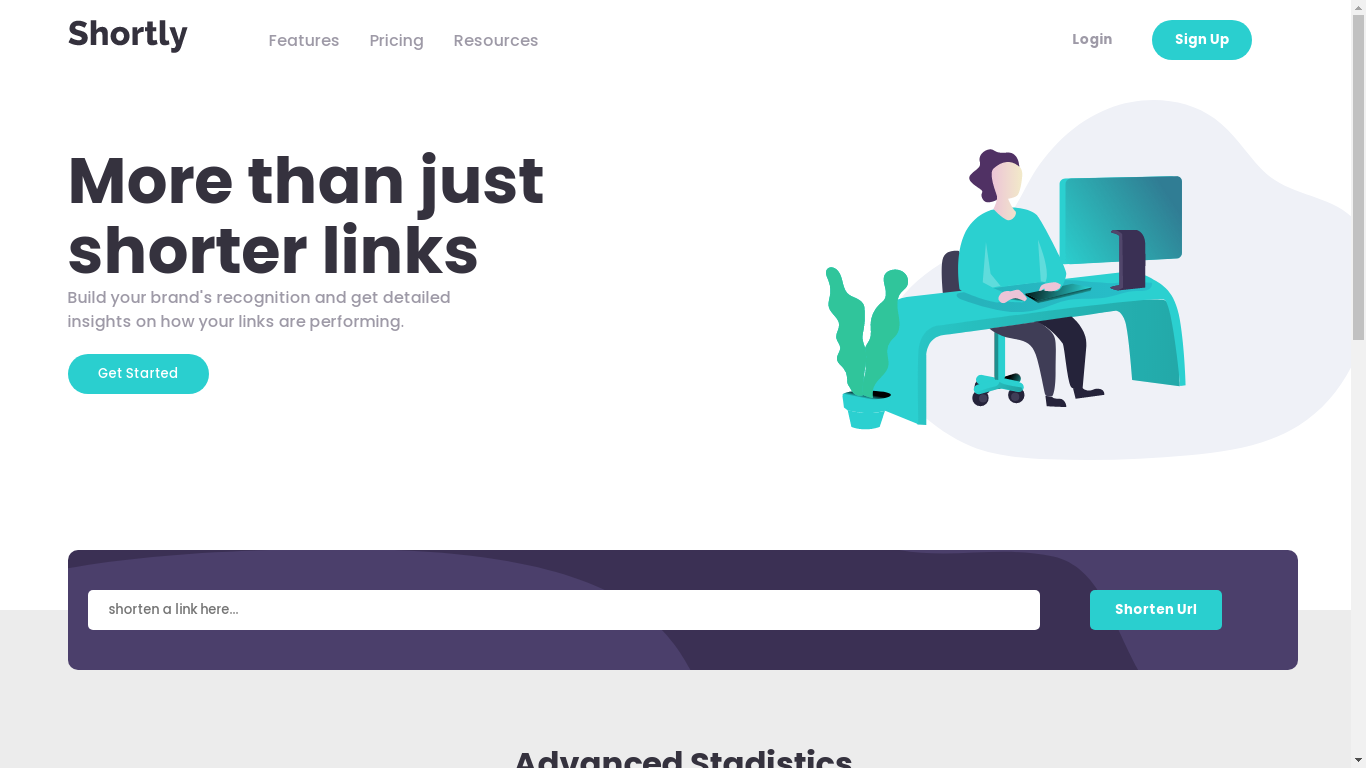 Shortly
Features
Pricing
Resources
Login
Sign Up
More than just
shorter links
Build your brand's recognition and get detailed
insights on how your links are performing.
Get Started
shorten a link here...
Shorten Url
Advanced Stadistics